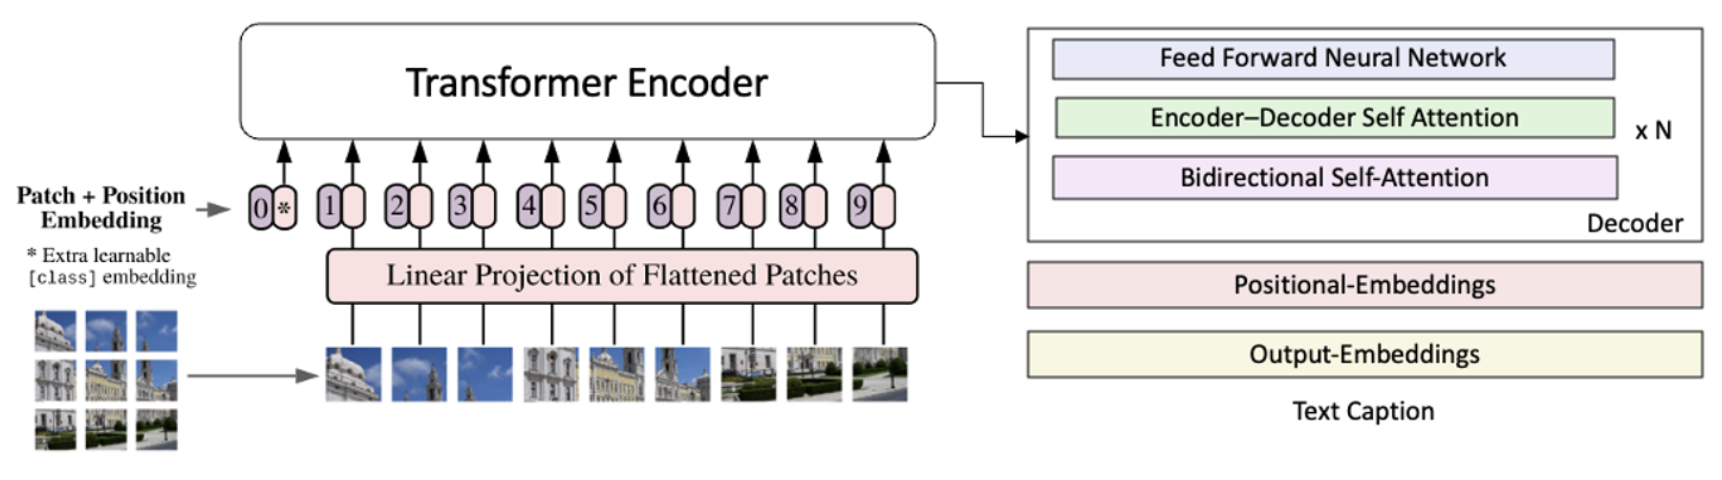 Transformer Encoder
Patch + Position
Embedding
* Extra learnable
[class] embedding
0 * 1 2 3 4 5 6 7 8 9
Linear Projection of Flattened Patches
Feed Forward Neural Network
Encoder–Decoder Self Attention
x N
Bidirectional Self-Attention
Decoder
Positional-Embeddings
Output-Embeddings
Text Caption